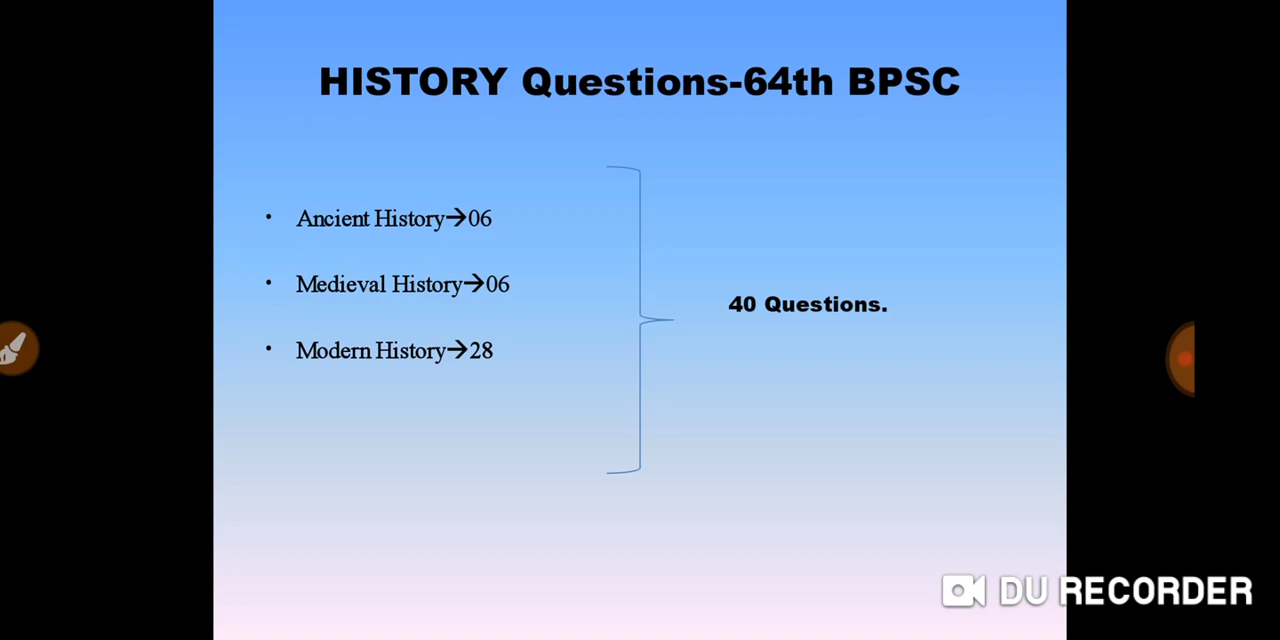 HISTORY Questions-64th BPSC
• Ancient History→06
• Medieval History→06
• Modern History→28
40 Questions.
DU RECORDER